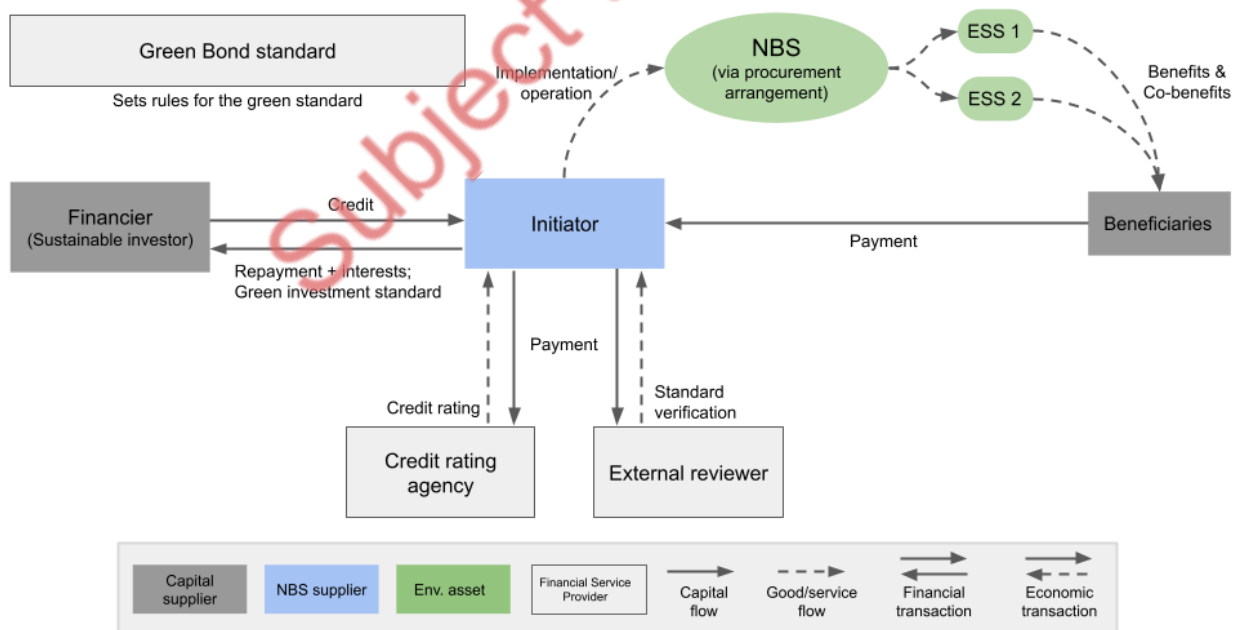 Green Bond standard
Sets rules for the green standard
Subject
Implementation/
operation
NBS
(via procurement
arrangement)
ESS 1
ESS 2
Benefits &
Co-benefits
Financier
(Sustainable investor)
Credit
Repayment + interests;
Green investment standard
Initiator
Payment
Beneficiaries
Payment
Credit rating
Standard
verification
Credit rating
agency
External reviewer
Capital
supplier
NBS supplier
Env. asset
Financial Service
Provider
Capital
flow
Good/service
flow
Financial
transaction
Economic
transaction